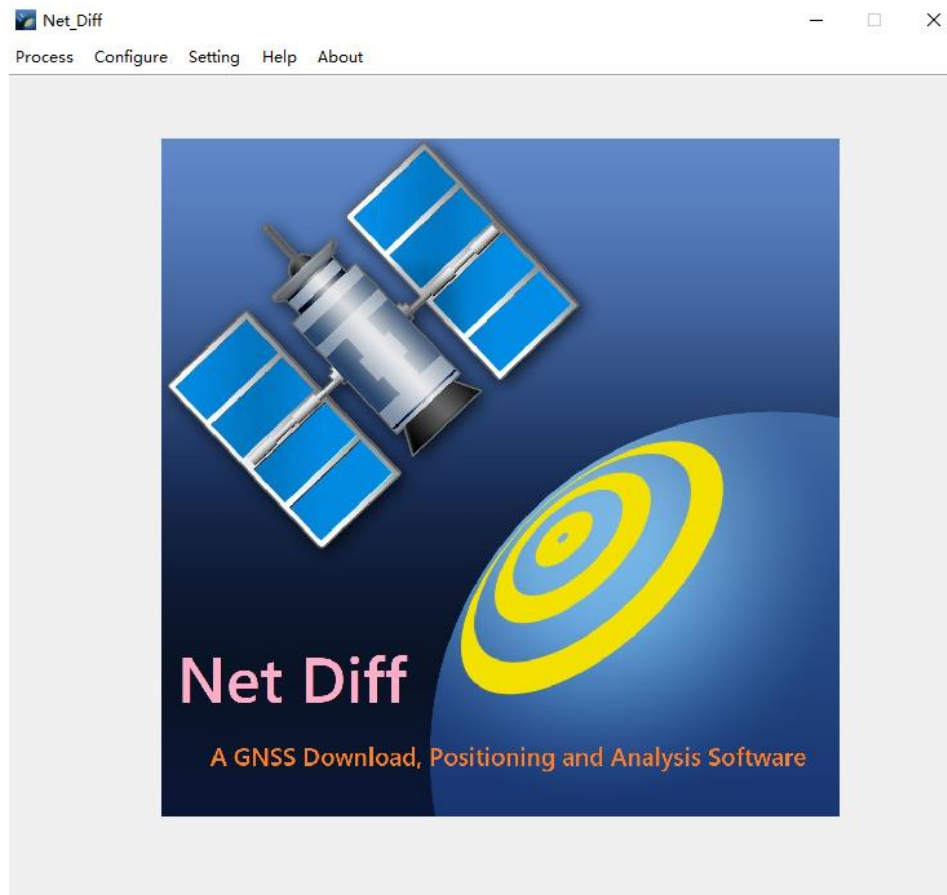 Net_Diff
Process Configure Setting Help About
Net Diff
A GNSS Download, Positioning and Analysis Software